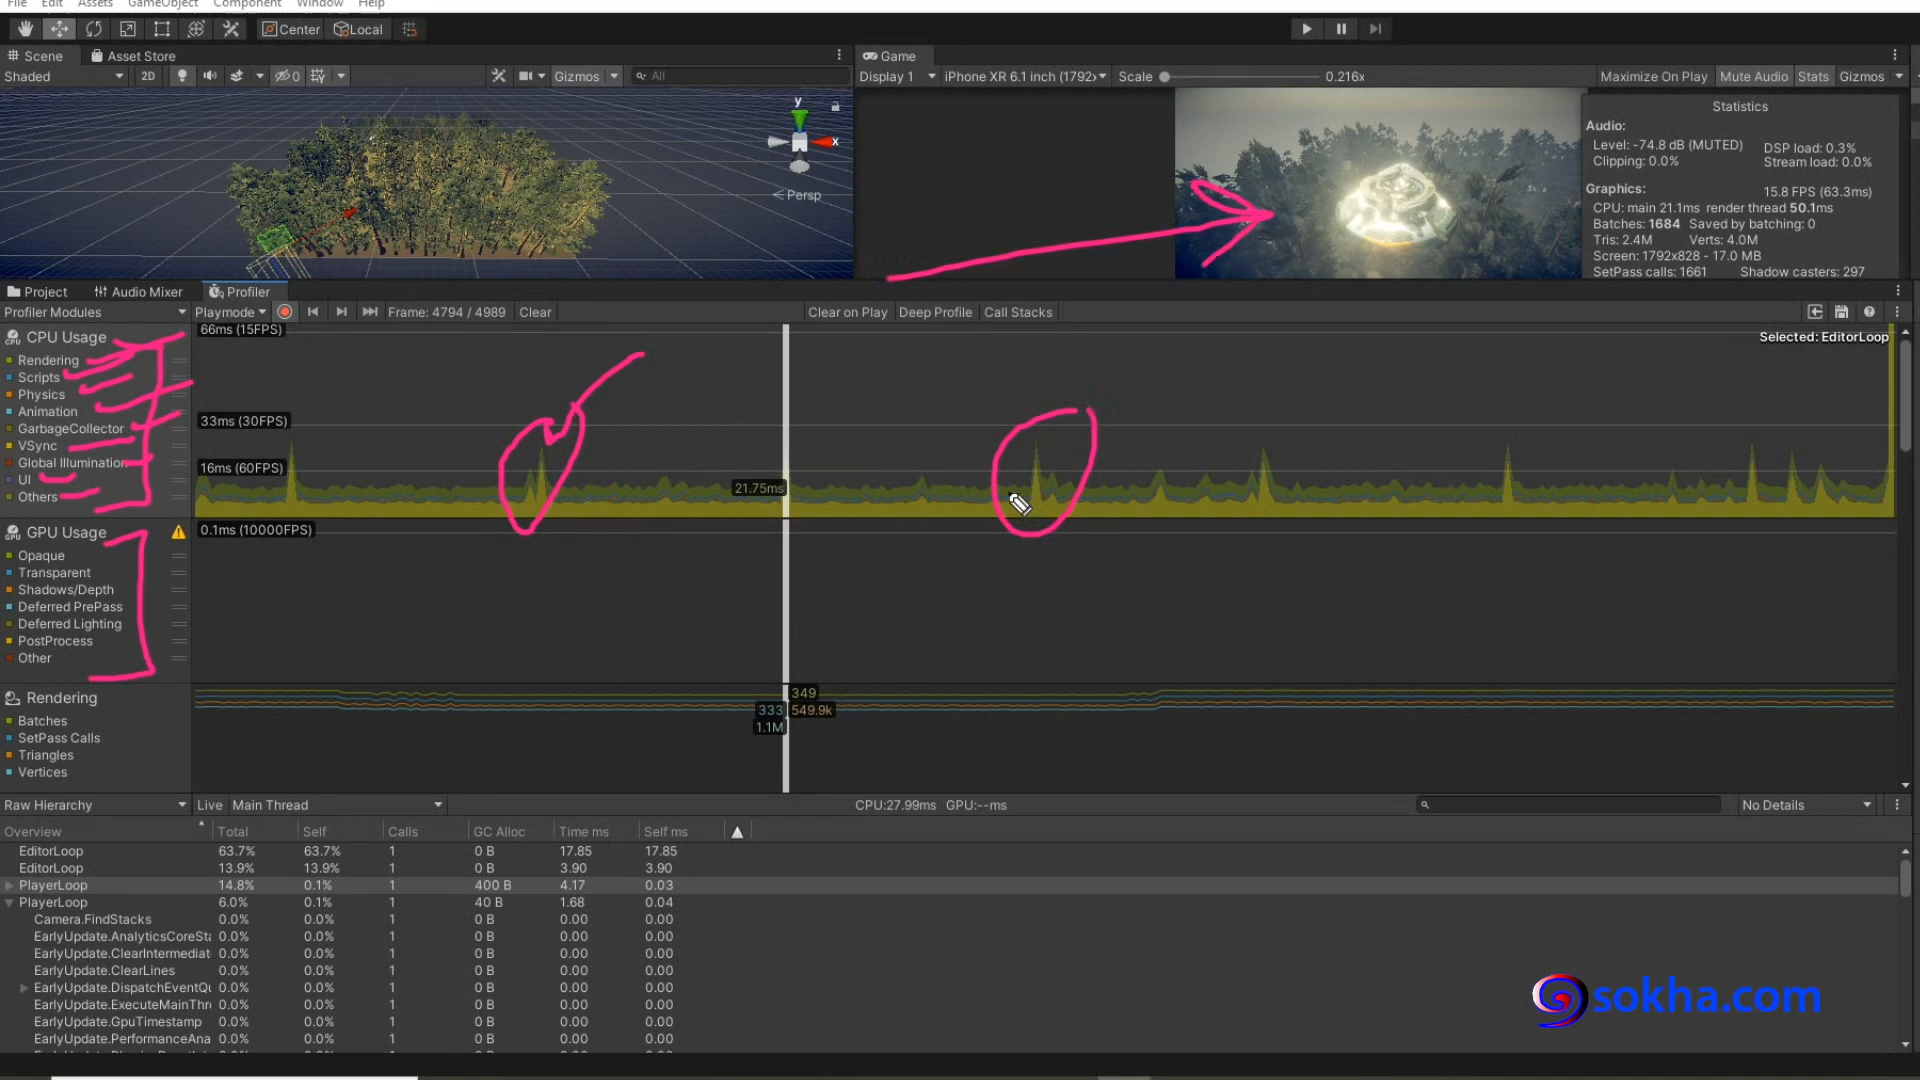 File Edit Assets GameObject Component Window Help
Center Local
Scene Asset Store
Game
Shaded 2D 0 Gizmos All
Display 1 iPhone XR 6.1 inch (1792x Scale 0.216x Maximize On Play Mute Audio Stats Gizmos
y
x
Persp
Statistics
Audio:
Level: -74.8 dB (MUTED) DSP load: 0.3%
Clipping: 0.0% Stream load: 0.0%
Graphics: 15.8 FPS (63.3ms)
CPU: main 21.1ms render thread 50.1ms
Batches: 1684 Saved by batching: 0
Tris: 2.4M Verts: 4.0M
Screen: 1792x828 - 17.0 MB
SetPass calls: 1661 Shadow casters: 297
Project Audio Mixer Profiler
Profiler Modules Playmode Frame: 4794 / 4989 Clear Clear on Play Deep Profile Call Stacks
CPU Usage
Rendering
Scripts
Physics
Animation
GarbageCollector
VSync
Global Illumination
UI
Others
66ms (15FPS)
Selected: EditorLoop
33ms (30FPS)
16ms (60FPS)
21.75ms
GPU Usage
Opaque
Transparent
Shadows/Depth
Deferred PrePass
Deferred Lighting
PostProcess
Other
0.1ms (10000FPS)
Rendering
Batches
SetPass Calls
Triangles
Vertices
349
333 549.9k
1.1M
Raw Hierarchy Live Main Thread CPU:27.99ms GPU:--ms No Details
Overview Total Self Calls GC Alloc Time ms Self ms
EditorLoop 63.7% 63.7% 1 0 B 17.85 17.85
EditorLoop 13.9% 13.9% 1 0 B 3.90 3.90
PlayerLoop 14.8% 0.1% 1 400 B 4.17 0.03
PlayerLoop 6.0% 0.1% 1 40 B 1.68 0.04
Camera.FindStacks 0.0% 0.0% 1 0 B 0.00 0.00
EarlyUpdate.AnalyticsCoreSta 0.0% 0.0% 1 0 B 0.00 0.00
EarlyUpdate.ClearIntermediat 0.0% 0.0% 1 0 B 0.00 0.00
EarlyUpdate.ClearLines 0.0% 0.0% 1 0 B 0.00 0.00
EarlyUpdate.DispatchEventQu 0.0% 0.0% 1 0 B 0.00 0.00
EarlyUpdate.ExecuteMainThre 0.0% 0.0% 1 0 B 0.00 0.00
EarlyUpdate.GpuTimestamp 0.0% 0.0% 1 0 B 0.00 0.00
EarlyUpdate.PerformanceAna 0.0% 0.0% 1 0 B 0.00 0.00
sokha.com